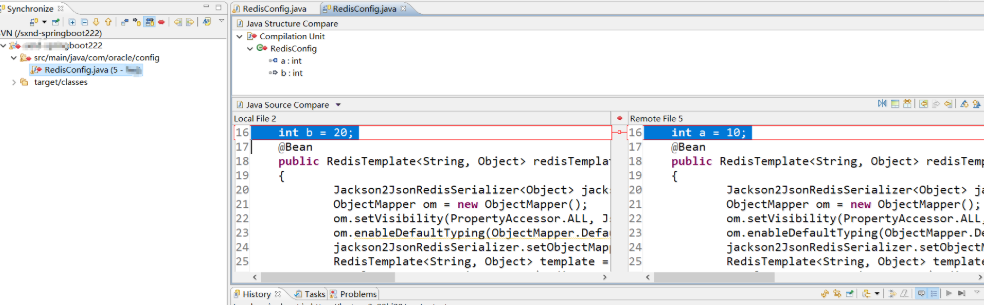 Synchronize
VN (/sxnd-springboot222)
springboot222
src/main/java/com/oracle/config
RedisConfig.java (5 -
target/classes
RedisConfig.java
RedisConfig.java
Java Structure Compare
Compilation Unit
RedisConfig
a : int
b : int
Java Source Compare
Local File 2
Remote File 5
16 int b = 20;
17 @Bean
18 public RedisTemplate<String, Object> redisTempla
19 {
20 Jackson2JsonRedisSerializer<Object> jack
21 ObjectMapper om = new ObjectMapper();
22 om.setVisibility(PropertyAccessor.ALL, J
23 om.enableDefaultTyping(ObjectMapper.Defa
24 jackson2JsonRedisSerializer.setObjectMap
25 RedisTemplate<String, Object> template =
16 int a = 10;
17 @Bean
18 public RedisTemplate<String, Object> redisTemp
19 {
20 Jackson2JsonRedisSerializer<Object> ja
21 ObjectMapper om = new ObjectMapper();
22 om.setVisibility(PropertyAccessor.ALL,
23 om.enableDefaultTyping(ObjectMapper.De
24 jackson2JsonRedisSerializer.setObjectM
25 RedisTemplate<String, Object> template
History
Tasks
Problems